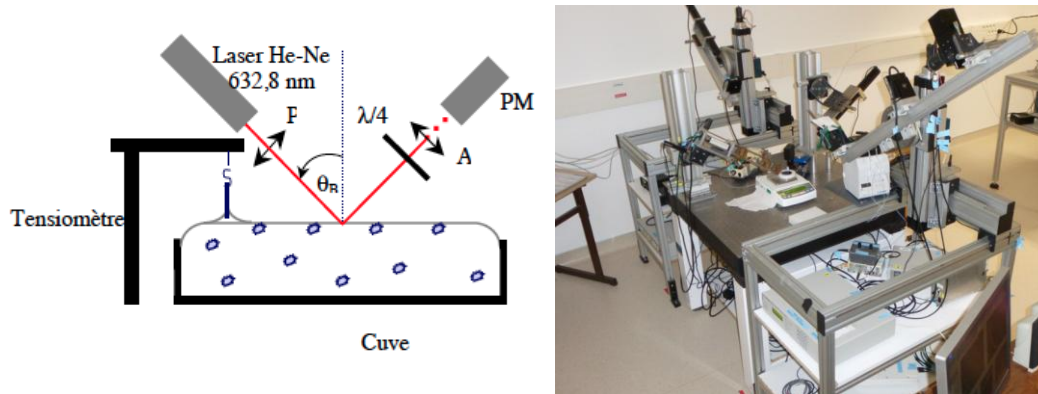 Laser He-Ne
632,8 nm
P
λ/4
PM
A
θB
Tensiomètre
Cuve